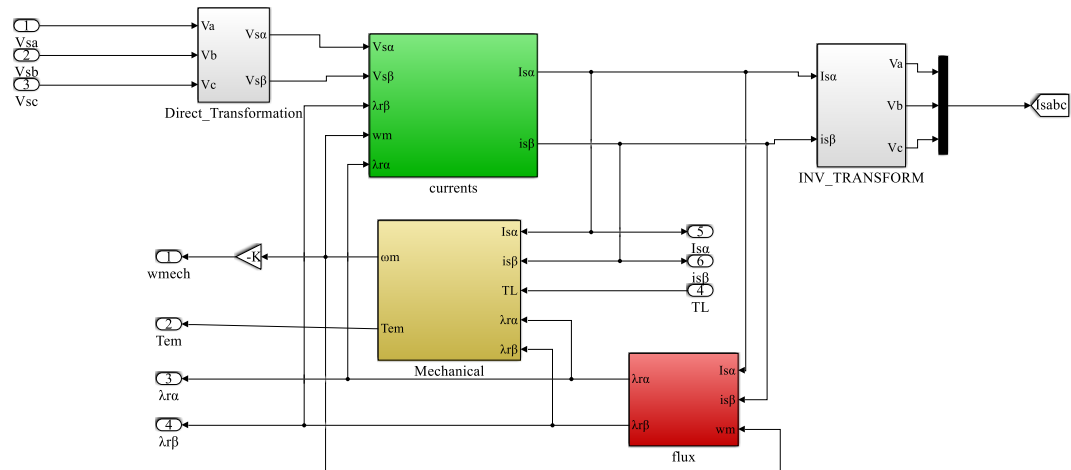 1
Vsa
2
Vsb
3
Vsc
Va
Vb
Vc
Vsα
Vsβ
Direct_Transformation
Vsα
Vsβ
λrβ
wm
λrα
Isα
isβ
currents
Isα
isβ
Va
Vb
Vc
INV_TRANSFORM
Isabc
1
wmech
-K
2
Tem
3
λrα
4
λrβ
ωm
Tem
Isα
isβ
TL
λrα
λrβ
Mechanical
5
Isα
6
isβ
4
TL
Isα
isβ
wm
λrα
λrβ
flux